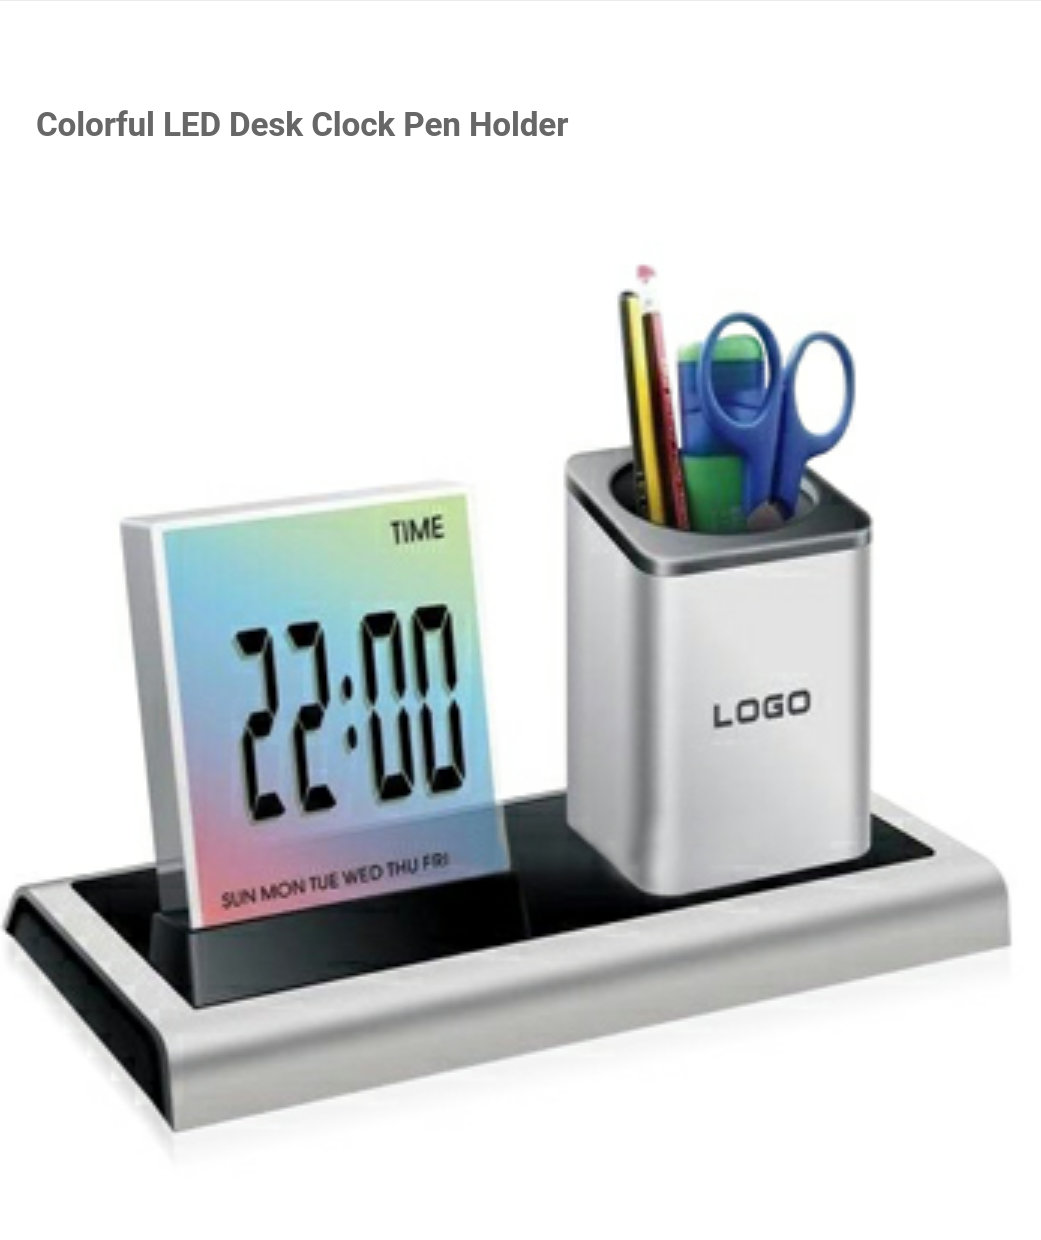 Colorful LED Desk Clock Pen Holder
TIME
22:00
SUN MON TUE WED THU FRI
LOGO